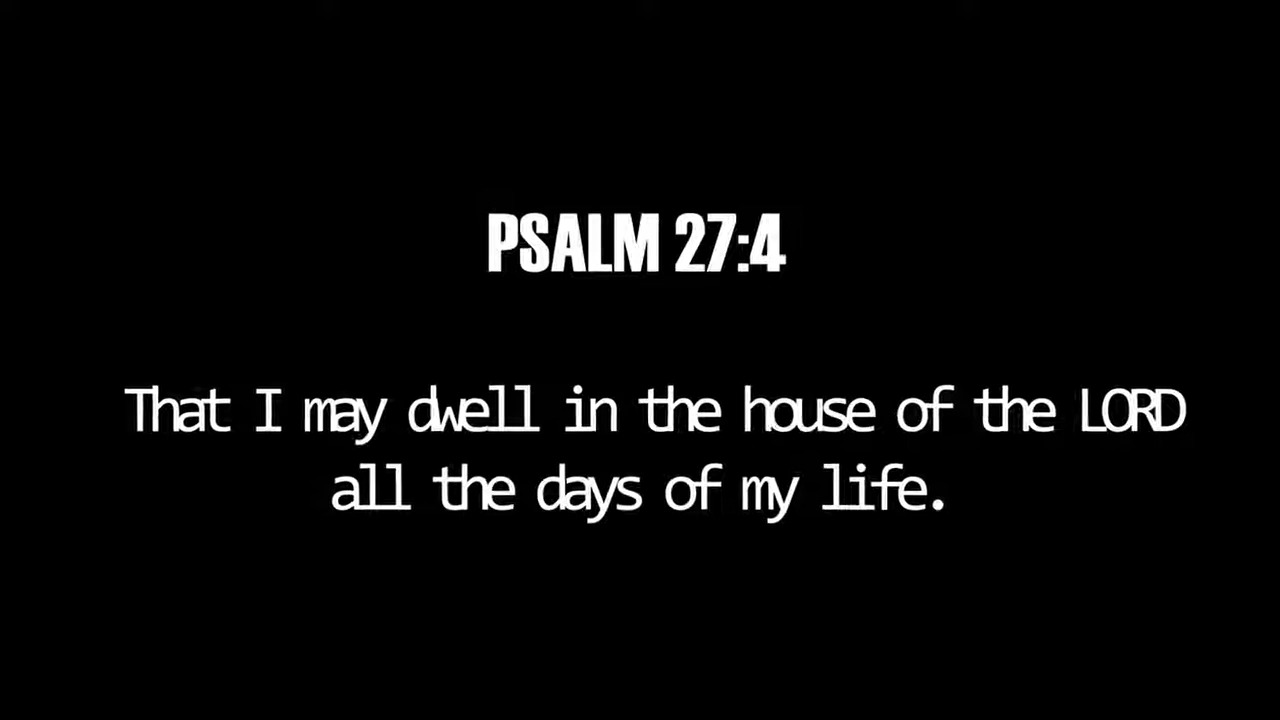 PSALM 27:4
That I may dwell in the house of the LORD
all the days of my life.